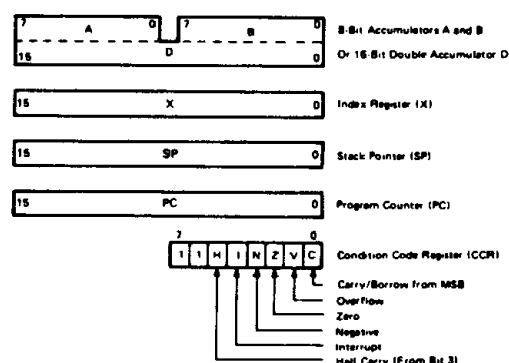 7 A 0 7 B 0 8-Bit Accumulators A and B
15 D 0 Or 16-Bit Double Accumulator D
15 X 0 Index Register (X)
15 SP 0 Stack Pointer (SP)
15 PC 0 Program Counter (PC)
7 0
1 1 H I N Z V C Condition Code Register (CCR)
Carry/Borrow from MSB
Overflow
Zero
Negative
Interrupt
Half Carry (From Bit 3)